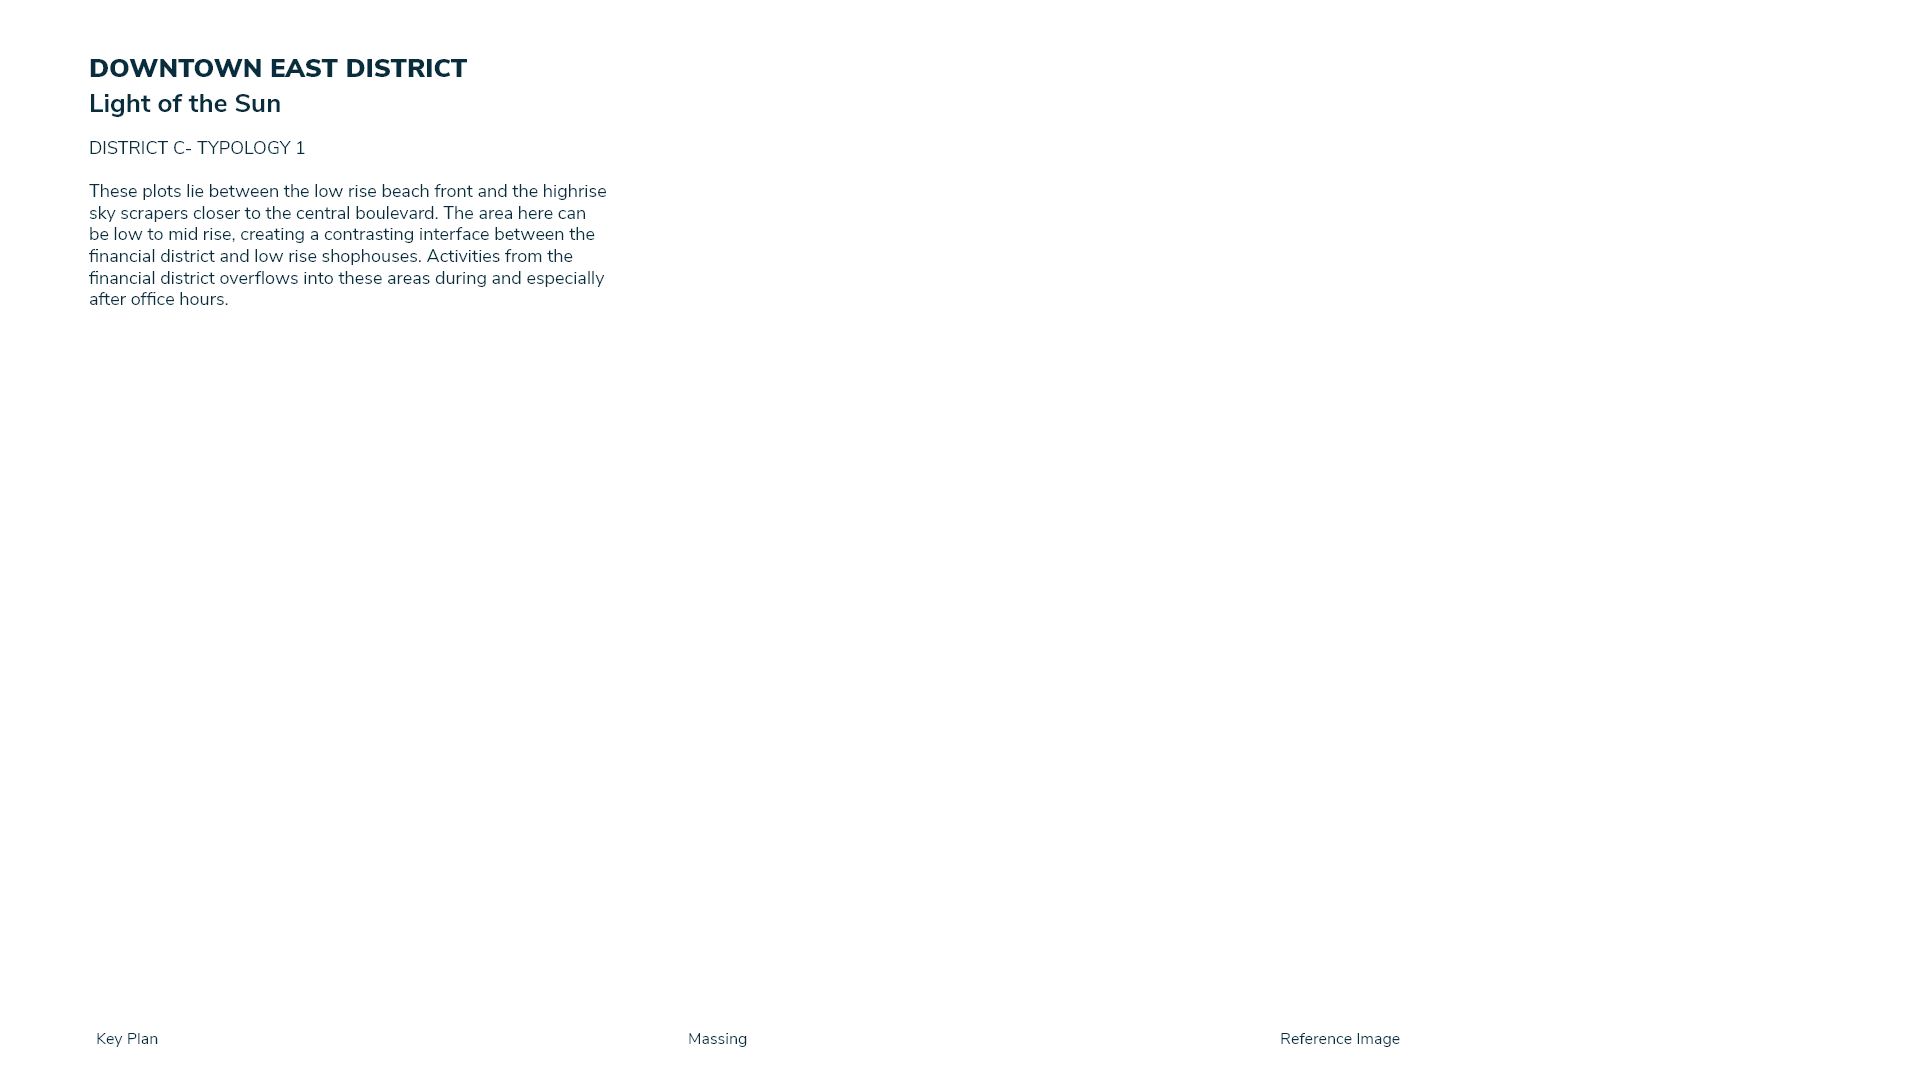 DOWNTOWN EAST DISTRICT
Light of the Sun
DISTRICT C- TYPOLOGY 1
These plots lie between the low rise beach front and the highrise
sky scrapers closer to the central boulevard. The area here can
be low to mid rise, creating a contrasting interface between the
financial district and low rise shophouses. Activities from the
financial district overflows into these areas during and especially
after office hours.
Key Plan
Massing
Reference Image